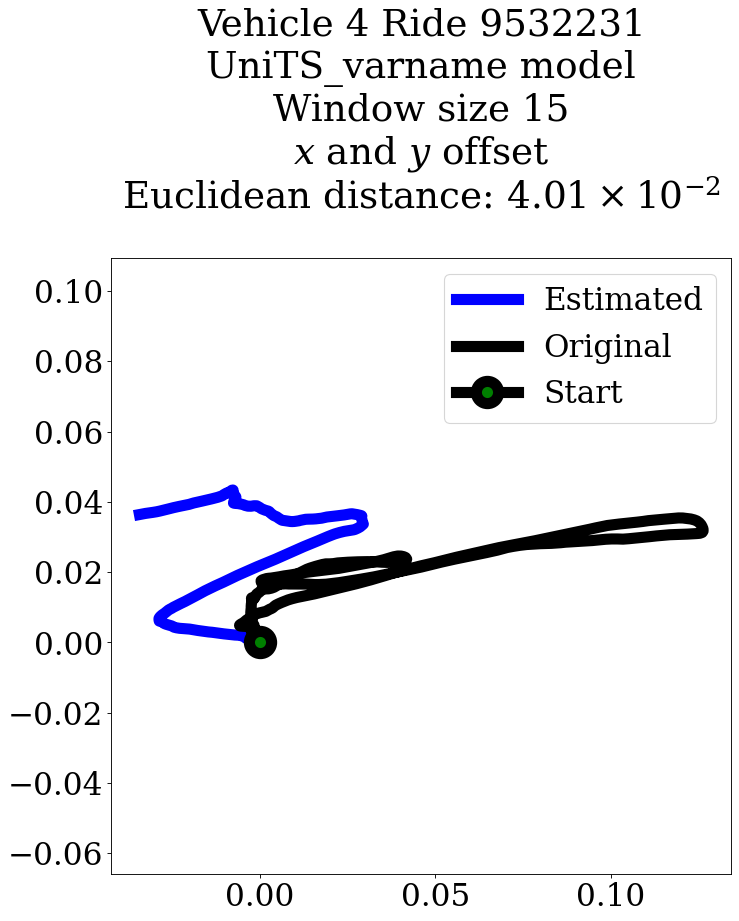 Vehicle 4 Ride 9532231
UniTS_varname model
Window size 15
x and y offset
Euclidean distance: 4.01 × 10⁻²
Estimated
Original
Start
0.10
0.08
0.06
0.04
0.02
0.00
−0.02
−0.04
−0.06
0.00 0.05 0.10